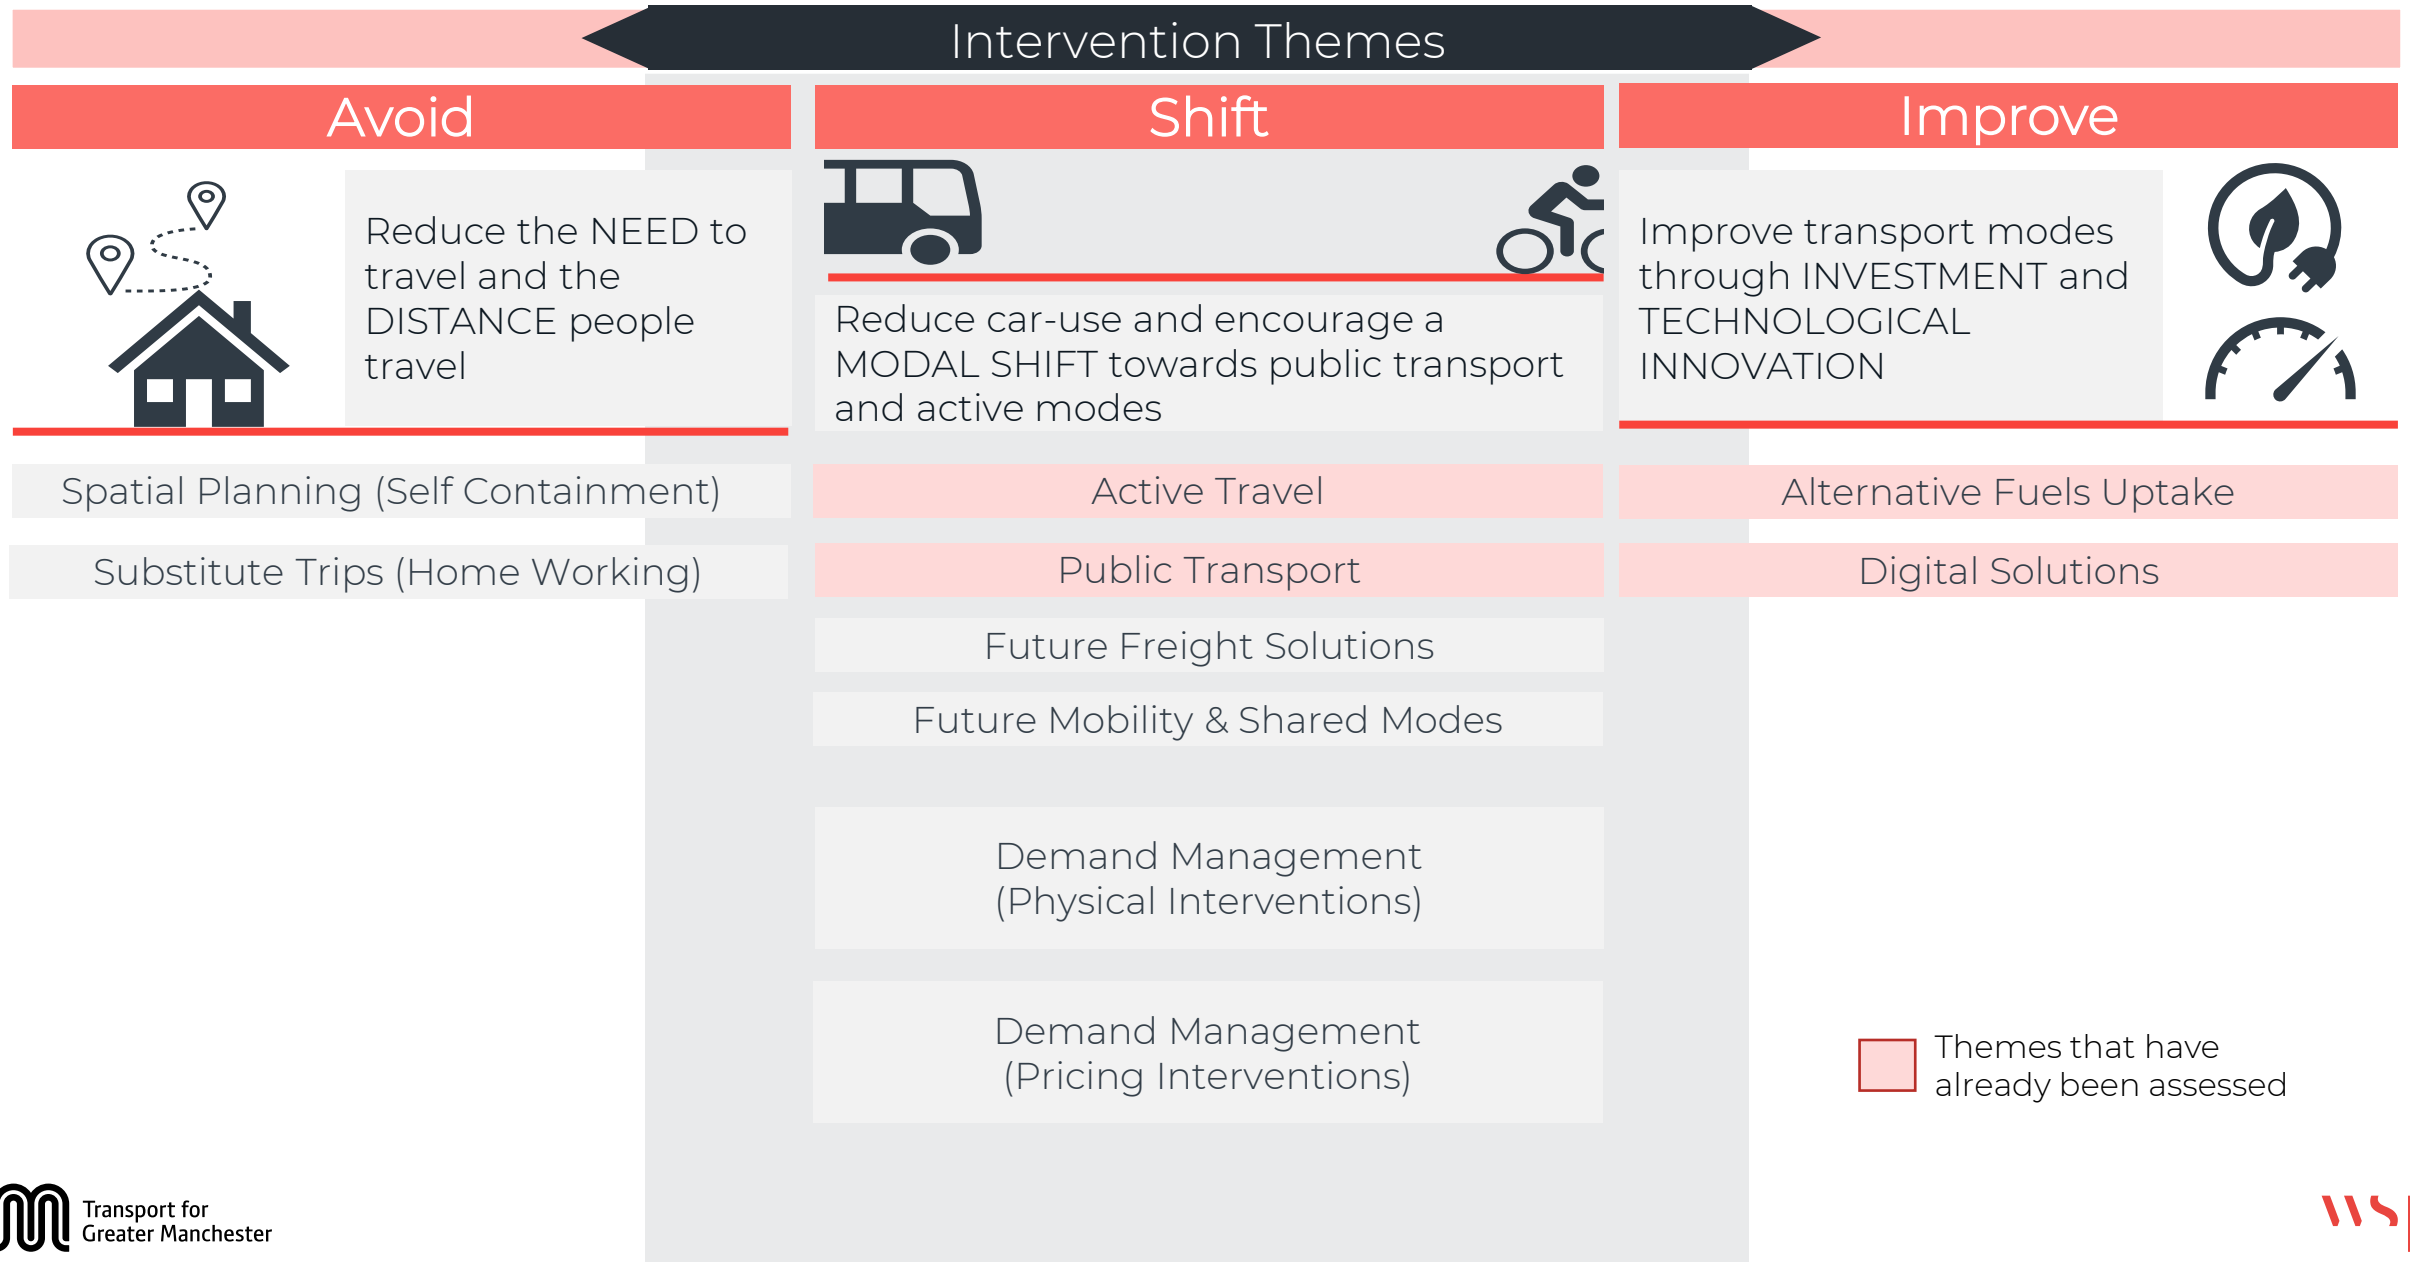 Intervention Themes
Avoid
Reduce the NEED to
travel and the
DISTANCE people
travel
Spatial Planning (Self Containment)
Substitute Trips (Home Working)
Shift
Reduce car-use and encourage a
MODAL SHIFT towards public transport
and active modes
Active Travel
Public Transport
Future Freight Solutions
Future Mobility & Shared Modes
Demand Management
(Physical Interventions)
Demand Management
(Pricing Interventions)
Improve
Improve transport modes
through INVESTMENT and
TECHNOLOGICAL
INNOVATION
Alternative Fuels Uptake
Digital Solutions
Themes that have
already been assessed
Transport for
Greater Manchester